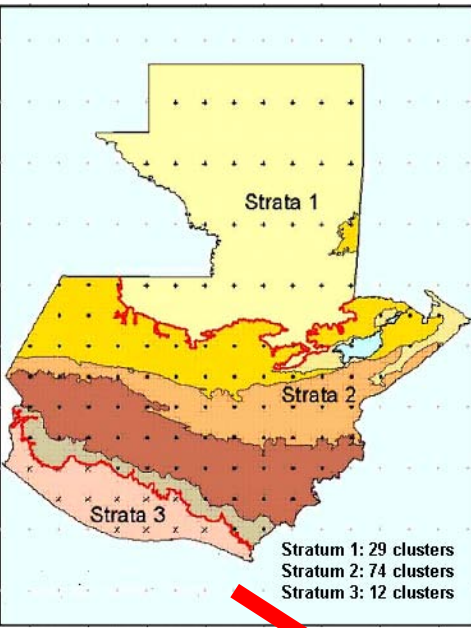 Strata 1
Strata 2
Strata 3
Stratum 1: 29 clusters
Stratum 2: 74 clusters
Stratum 3: 12 clusters